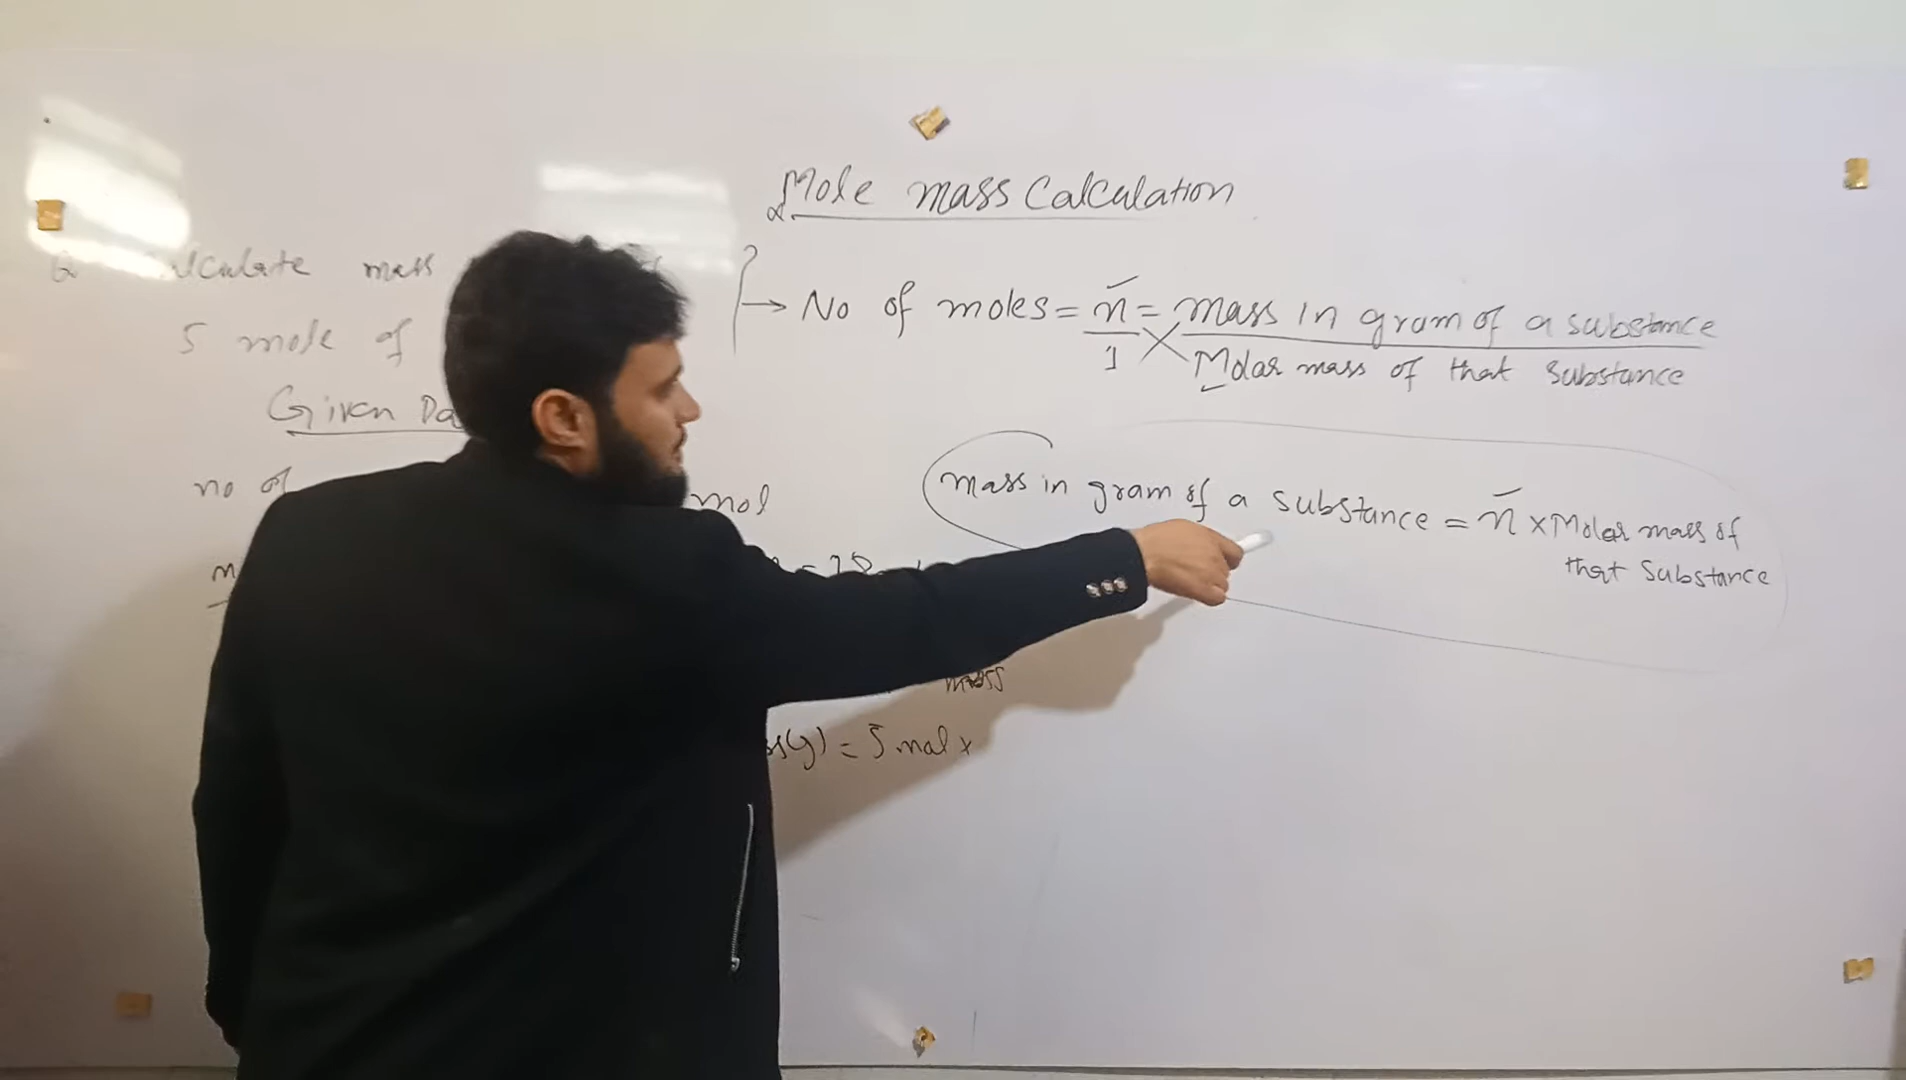 Mole mass Calculation
mass
5 mole of
Given
no of mol
= 5 mol x
mass
→ No of moles = n̄ = mass in gram of a substance
1 Molar mass of that substance
mass in gram of a substance = n̄ x Molar mass of
that substance